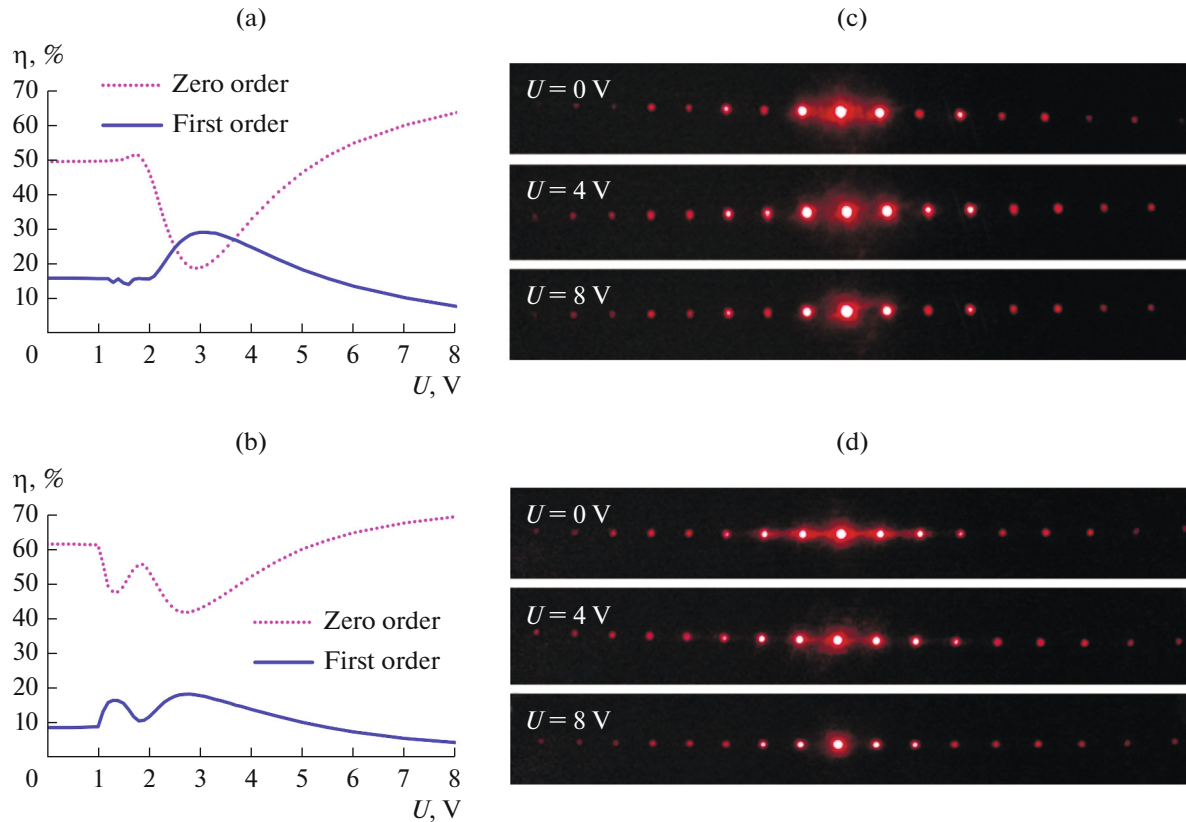 (a)
η, %
70
60
50
40
30
20
10
0
1 2 3 4 5 6 7 8
U, V
Zero order
First order
(c)
U = 0 V
U = 4 V
U = 8 V
(b)
η, %
70
60
50
40
30
20
10
0
1 2 3 4 5 6 7 8
U, V
Zero order
First order
(d)
U = 0 V
U = 4 V
U = 8 V